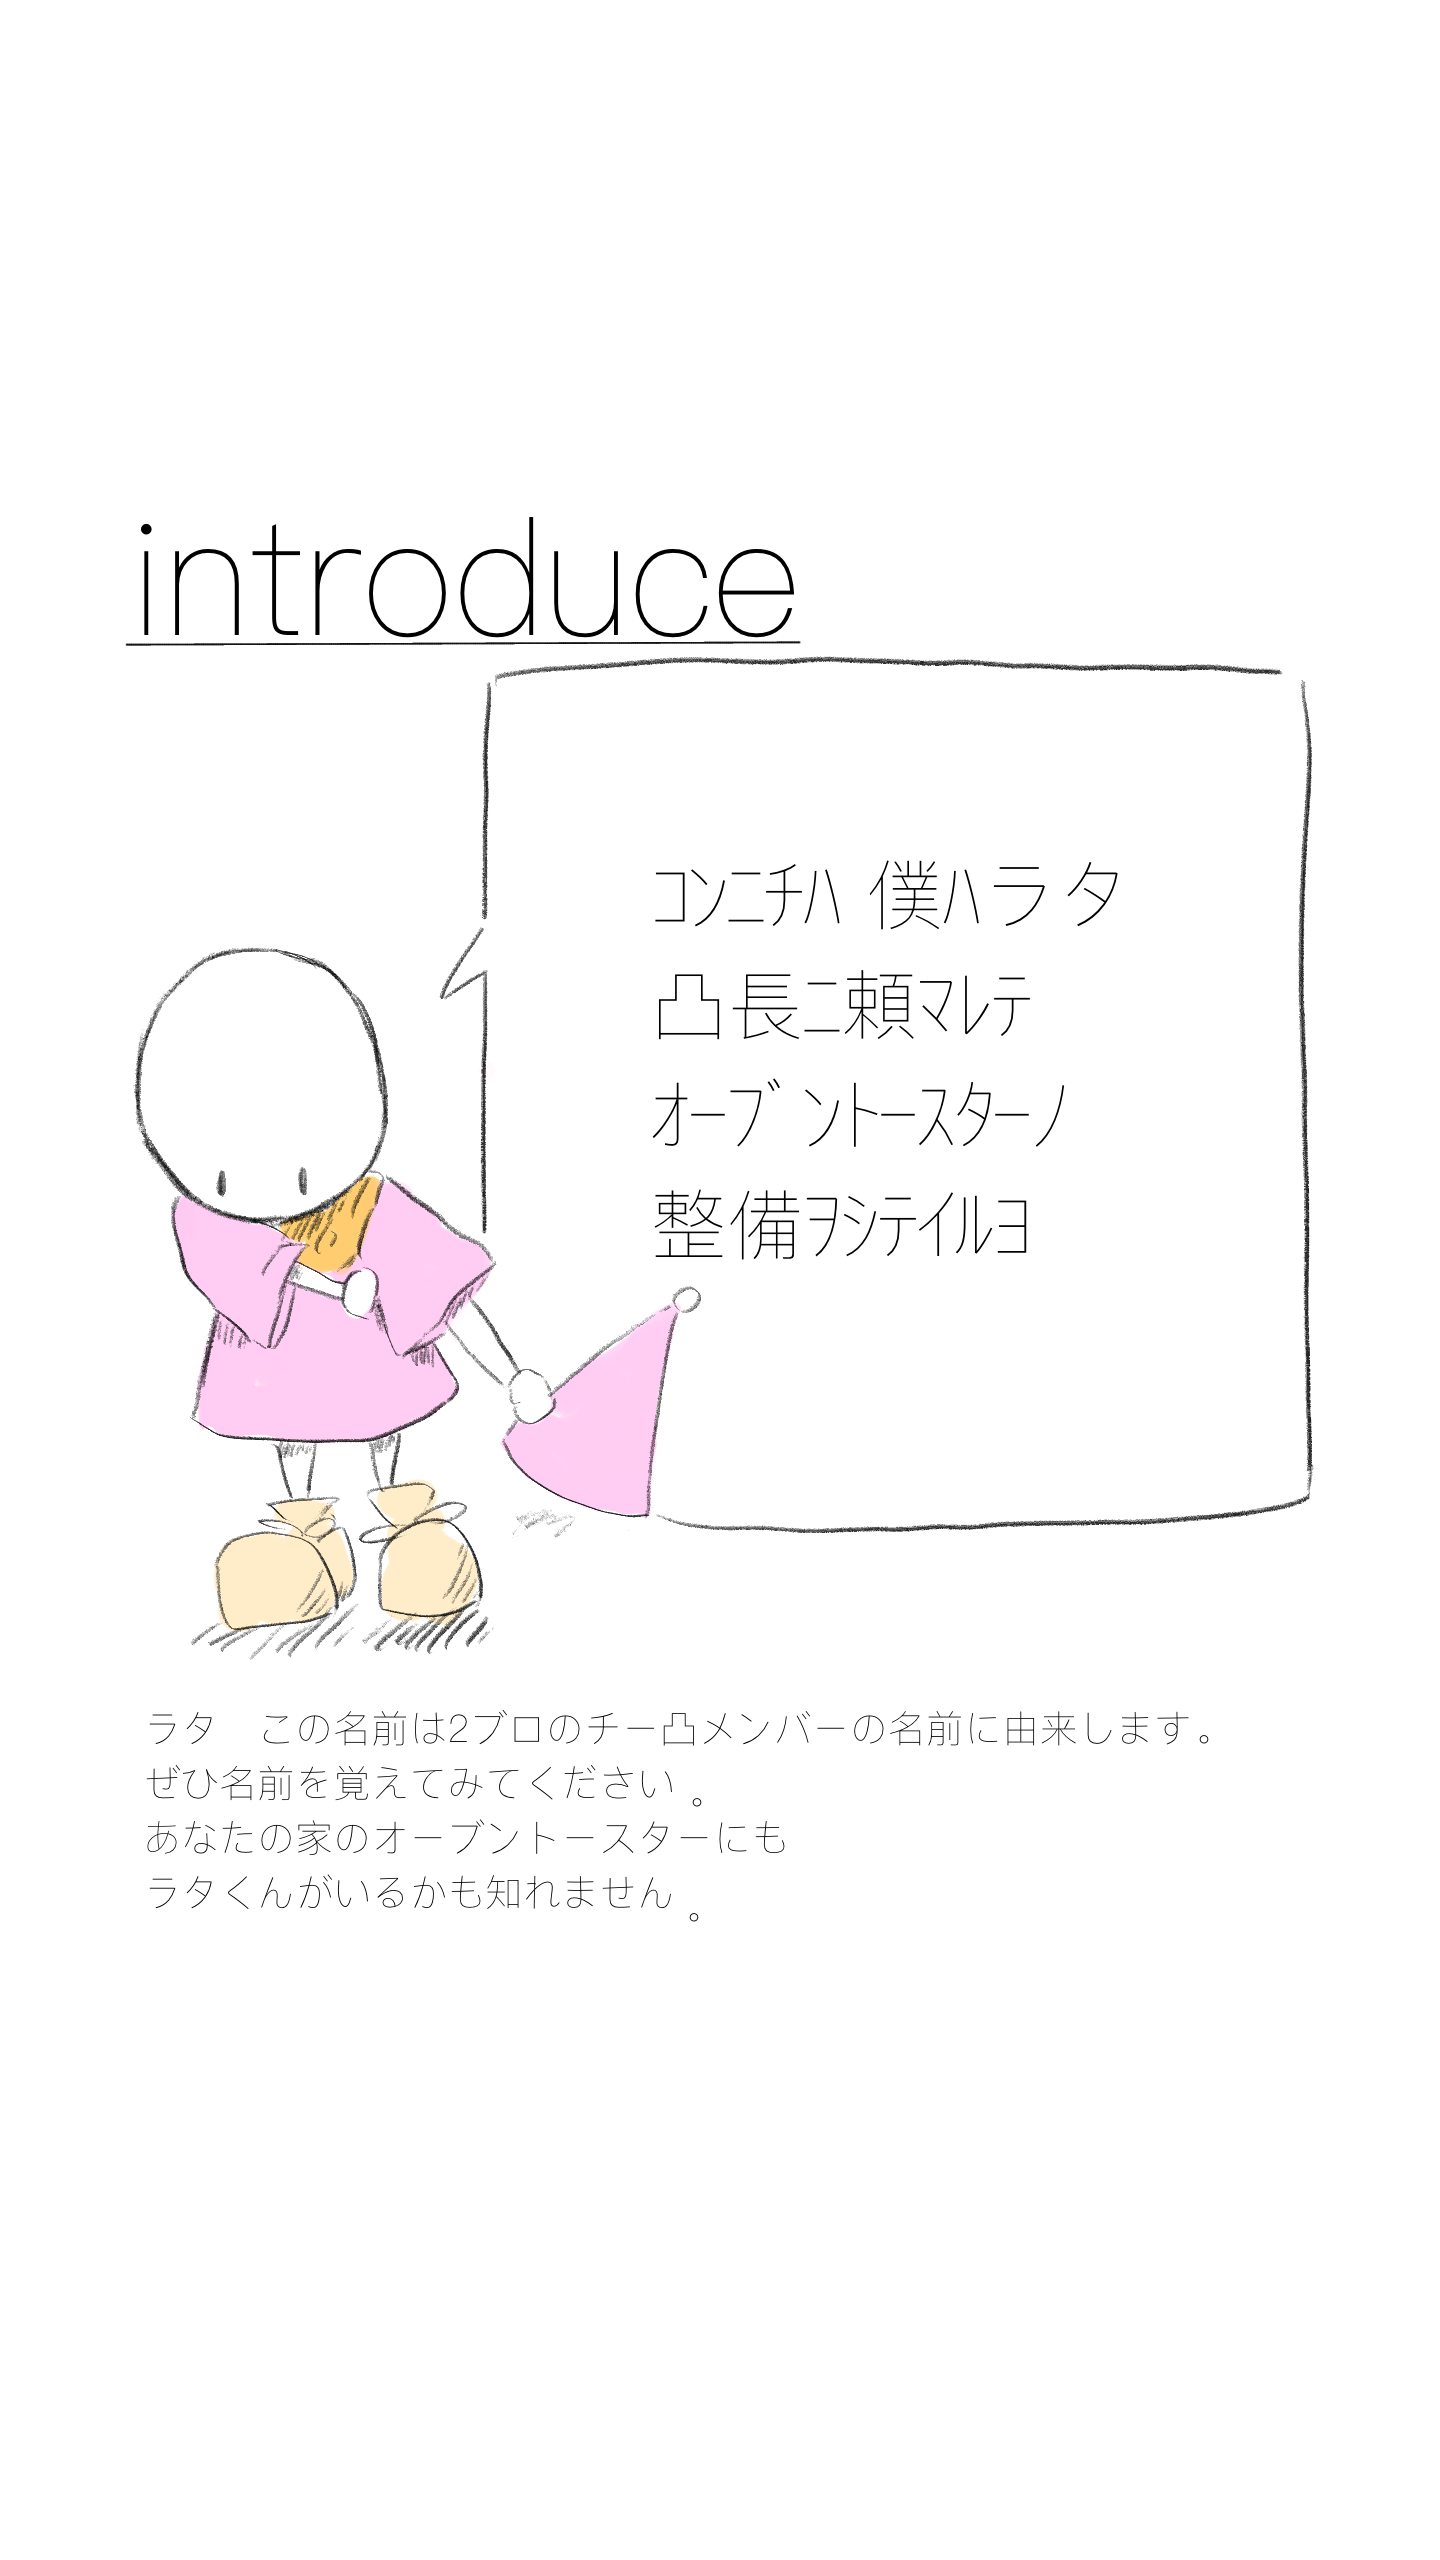 introduce
コンニチハ 僕ハラタ
凸長ニ頼マレテ
オーブントースターノ
整備ヲシテイルヨ
ラタ　この名前は2ブロのチー凸メンバーの名前に由来します。
ぜひ名前を覚えてみてください。
あなたの家のオーブントースターにも
ラタくんがいるかも知れません。